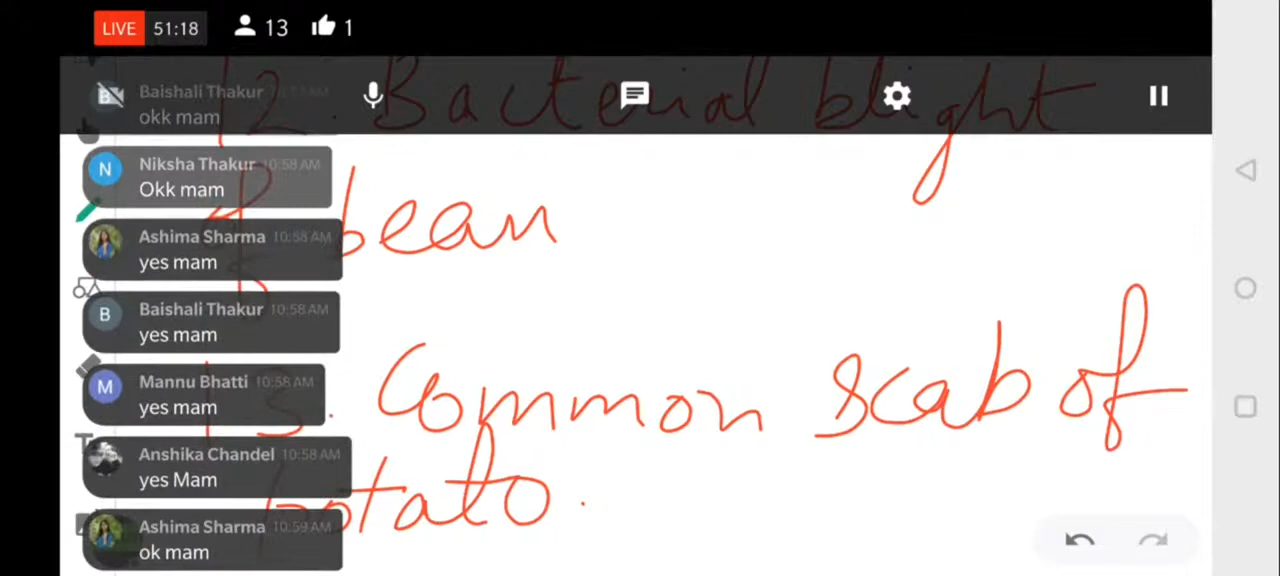 LIVE 51:18 13 1
12. Bacterial blight
of bean
13. Common scab of
potato.
Baishali Thakur
okk mam
Niksha Thakur 10:58 AM
Okk mam
Ashima Sharma 10:58 AM
yes mam
Baishali Thakur 10:58 AM
yes mam
Mannu Bhatti 10:58 AM
yes mam
Anshika Chandel 10:58 AM
yes Mam
Ashima Sharma 10:59 AM
ok mam